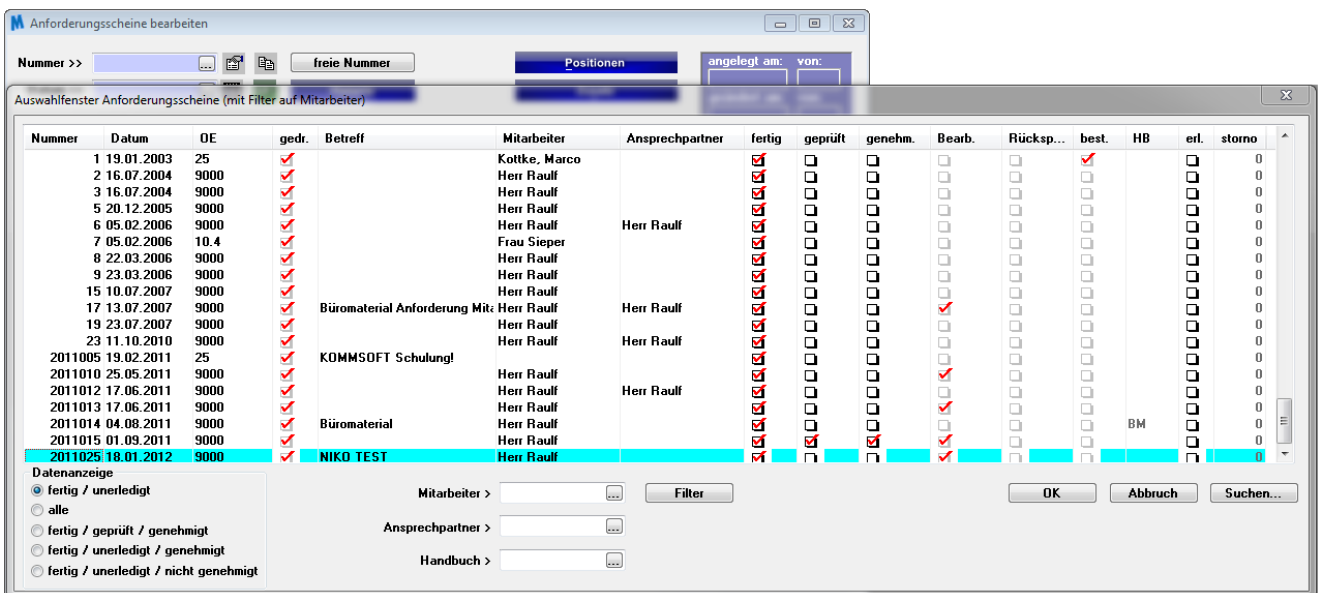 Anforderungsscheine bearbeiten
Nummer >> ... freie Nummer Positionen angelegt am: von:
Auswahlfenster Anforderungsscheine (mit Filter auf Mitarbeiter)
Nummer Datum OE gedr. Betreff Mitarbeiter Ansprechpartner fertig geprüft genehm. Bearb. Rücksp... best. HB erl. storno
1 19.01.2003 25 Kottke, Marco 0
2 16.07.2004 9000 Herr Raulf 0
3 16.07.2004 9000 Herr Raulf 0
5 20.12.2005 9000 Herr Raulf 0
6 05.02.2006 9000 Herr Raulf Herr Raulf 0
7 05.02.2006 10.4 Frau Sieper 0
8 22.03.2006 9000 Herr Raulf 0
9 23.03.2006 9000 Herr Raulf 0
15 10.07.2007 9000 Herr Raulf 0
17 13.07.2007 9000 Büromaterial Anforderung Mita Herr Raulf Herr Raulf 0
19 23.07.2007 9000 Herr Raulf 0
23 11.10.2010 9000 Herr Raulf Herr Raulf 0
2011005 19.02.2011 25 KOMMSOFT Schulung! 0
2011010 25.05.2011 9000 Herr Raulf 0
2011012 17.06.2011 9000 Herr Raulf Herr Raulf 0
2011013 17.06.2011 9000 Herr Raulf 0
2011014 04.08.2011 9000 Büromaterial Herr Raulf BM 0
2011015 01.09.2011 9000 Herr Raulf 0
2011025 18.01.2012 9000 NIKO TEST Herr Raulf 0
Datenanzeige
fertig / unerledigt Mitarbeiter > ... Filter OK Abbruch Suchen...
alle
fertig / geprüft / genehmigt Ansprechpartner > ...
fertig / unerledigt / genehmigt Handbuch > ...
fertig / unerledigt / nicht genehmigt